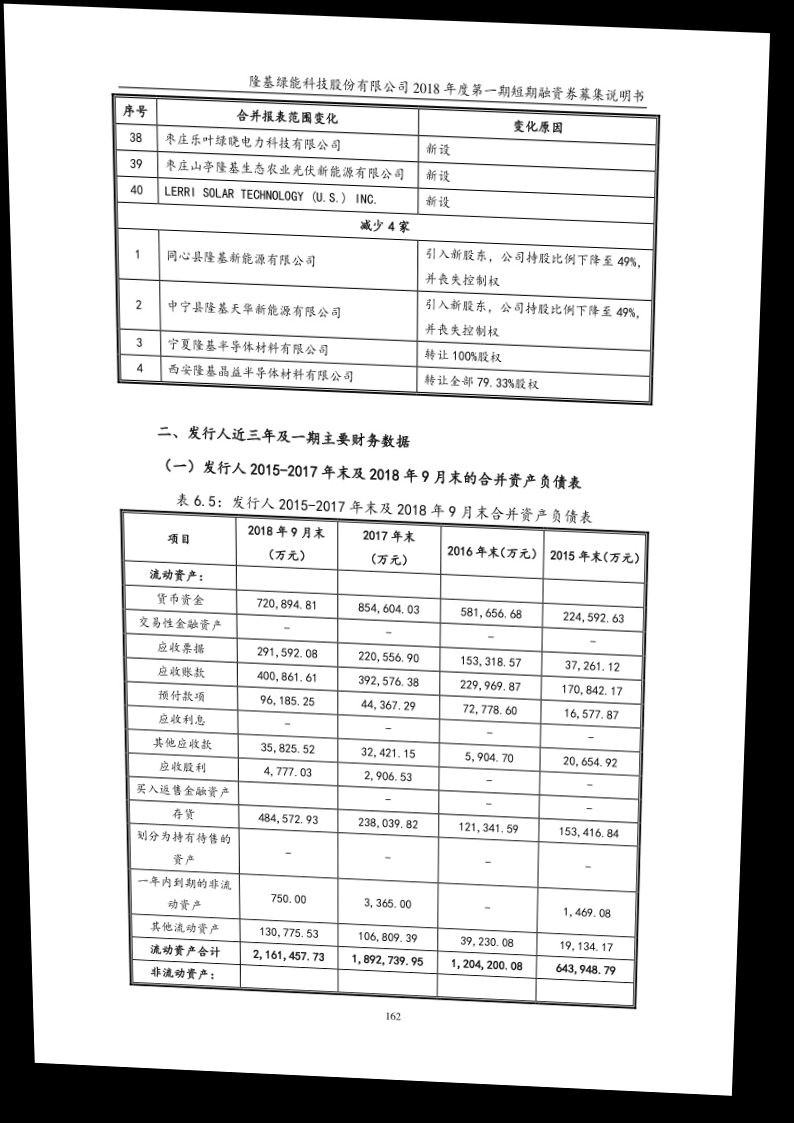 隆基绿能科技股份有限公司 2018 年度第一期短期融资券募集说明书
序号 合并报表范围变化 变化原因
38 枣庄乐叶绿晓电力科技有限公司 新设
39 枣庄山亭隆基生态农业光伏新能源有限公司 新设
40 LERRI SOLAR TECHNOLOGY (U.S.) INC. 新设
减少 4 家
1 同心县隆基新能源有限公司 引入新股东，公司持股比例下降至 49%，
并丧失控制权
2 中宁县隆基天华新能源有限公司 引入新股东，公司持股比例下降至 49%，
并丧失控制权
3 宁夏隆基半导体材料有限公司 转让 100%股权
4 西安隆基晶益半导体材料有限公司 转让全部 79.33%股权
二、发行人近三年及一期主要财务数据
（一）发行人 2015-2017 年末及 2018 年 9 月末的合并资产负债表
表 6.5：发行人 2015-2017 年末及 2018 年 9 月末合并资产负债表
项目 2018 年 9 月末（万元） 2017 年末（万元） 2016 年末(万元) 2015 年末(万元)
流动资产：
货币资金 720,894.81 854,604.03 581,656.68 224,592.63
交易性金融资产 - - - -
应收票据 291,592.08 220,556.90 153,318.57 37,261.12
应收账款 400,861.61 392,576.38 229,969.87 170,842.17
预付款项 96,185.25 44,367.29 72,778.60 16,577.87
应收利息 - - - -
其他应收款 35,825.52 32,421.15 5,904.70 20,654.92
应收股利 4,777.03 2,906.53 - -
买入返售金融资产 - - -
存货 484,572.93 238,039.82 121,341.59 153,416.84
划分为持有待售的
资产 - - - -
一年内到期的非流
动资产 750.00 3,365.00 - 1,469.08
其他流动资产 130,775.53 106,809.39 39,230.08 19,134.17
流动资产合计 2,161,457.73 1,892,739.95 1,204,200.08 643,948.79
非流动资产：
162